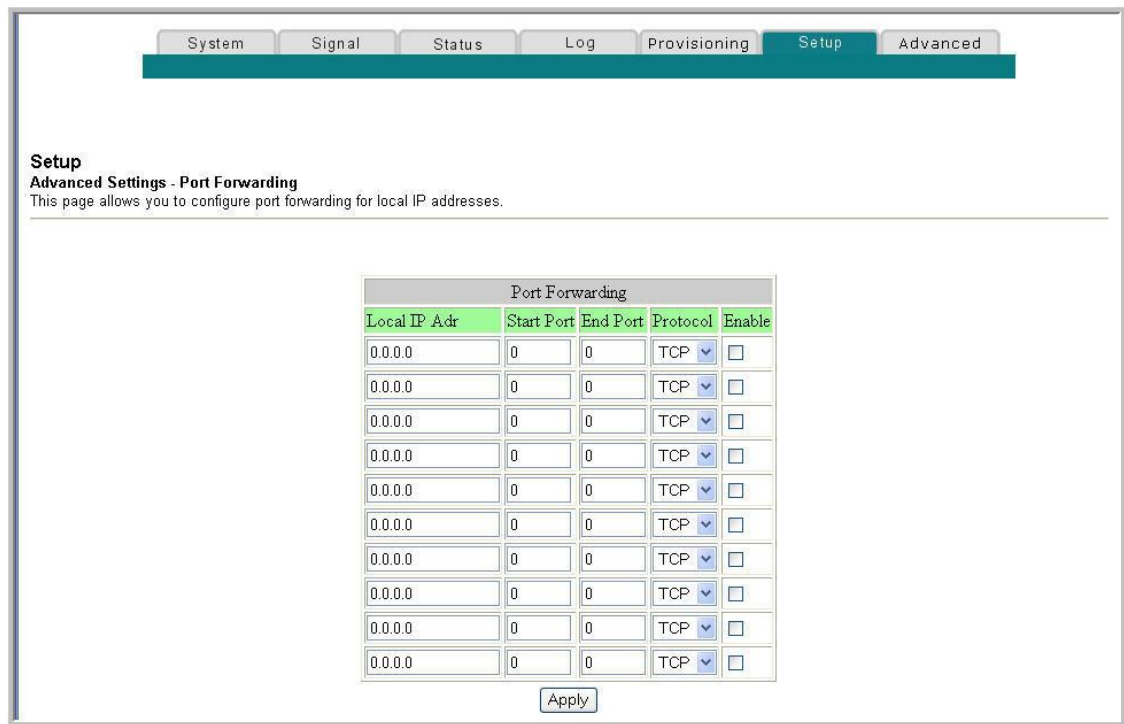 System Signal Status Log Provisioning Setup Advanced
Setup
Advanced Settings - Port Forwarding
This page allows you to configure port forwarding for local IP addresses.
Port Forwarding
Local IP Adr Start Port End Port Protocol Enable
0.0.0.0 0 0 TCP
0.0.0.0 0 0 TCP
0.0.0.0 0 0 TCP
0.0.0.0 0 0 TCP
0.0.0.0 0 0 TCP
0.0.0.0 0 0 TCP
0.0.0.0 0 0 TCP
0.0.0.0 0 0 TCP
0.0.0.0 0 0 TCP
0.0.0.0 0 0 TCP
Apply